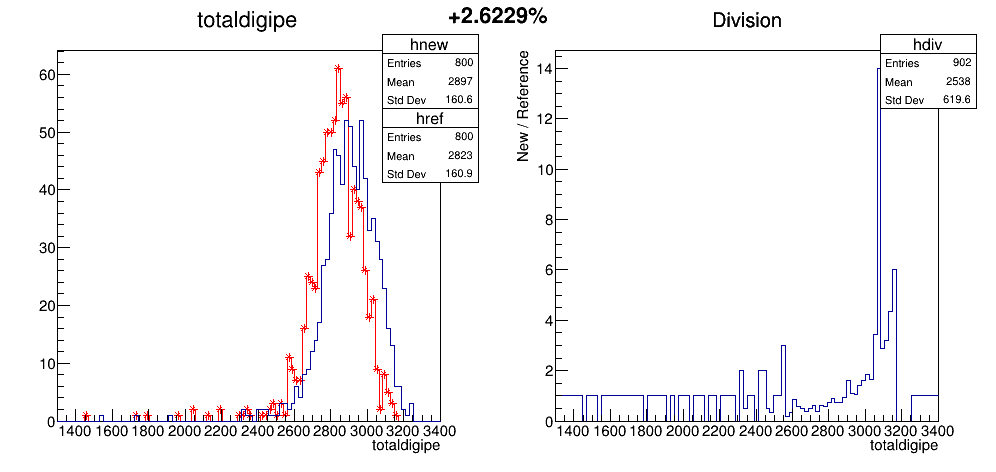 totaldigipe
+2.6229%
Division
hnew
Entries 800
Mean 2897
Std Dev 160.6
href
Entries 800
Mean 2823
Std Dev 160.9
60
50
40
30
20
10
0
1400 1600 1800 2000 2200 2400 2600 2800 3000 3200 3400
totaldigipe
hdiv
Entries 902
Mean 2538
Std Dev 619.6
New / Reference
14
12
10
8
6
4
2
0
1400 1600 1800 2000 2200 2400 2600 2800 3000 3200 3400
totaldigipe